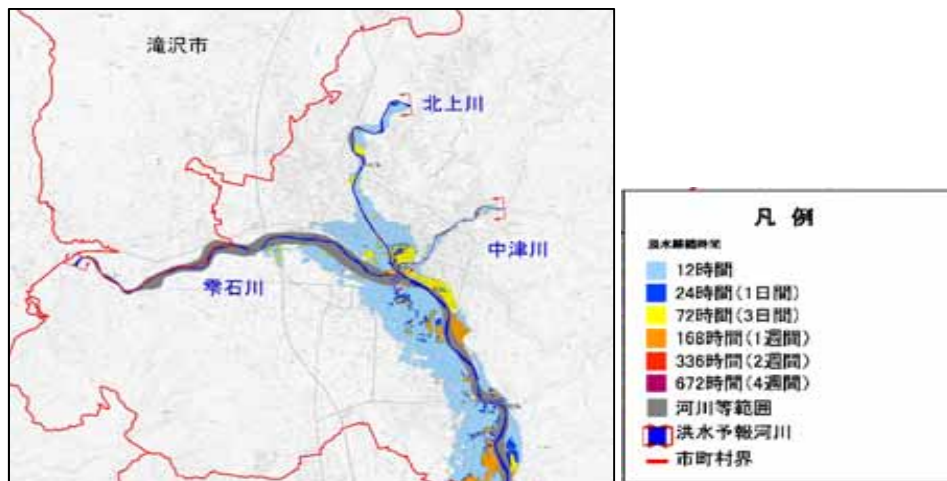 滝沢市
北上川
中津川
雫石川
凡例
浸水継続時間
12時間
24時間(1日間)
72時間(3日間)
168時間(1週間)
336時間(2週間)
672時間(4週間)
河川等範囲
洪水予報河川
市町村界